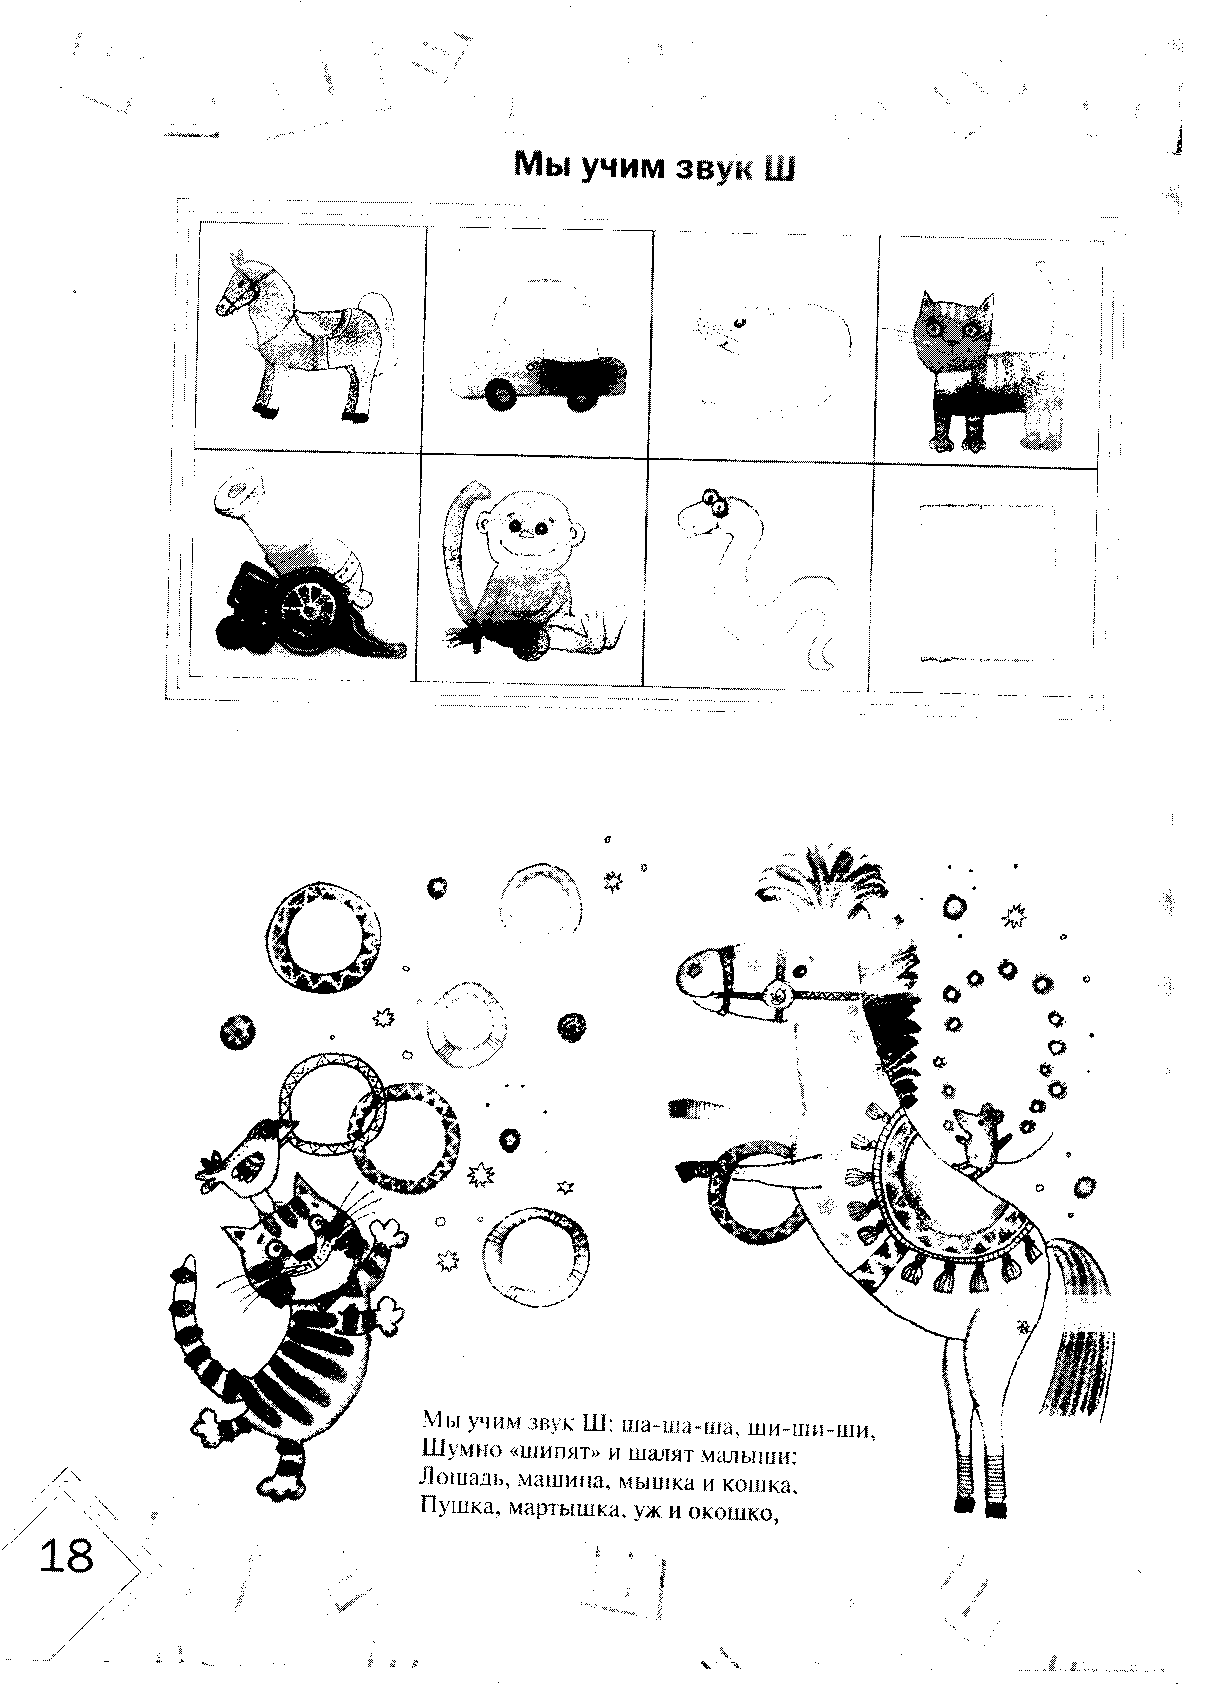 Мы учим звук Ш
Мы учим звук Ш: ша-ша-ша, ши-ши-ши,
Шумно «шипят» и шалят малыши:
Лошадь, машина, мышка и кошка,
Пушка, мартышка, уж и окошко,
18